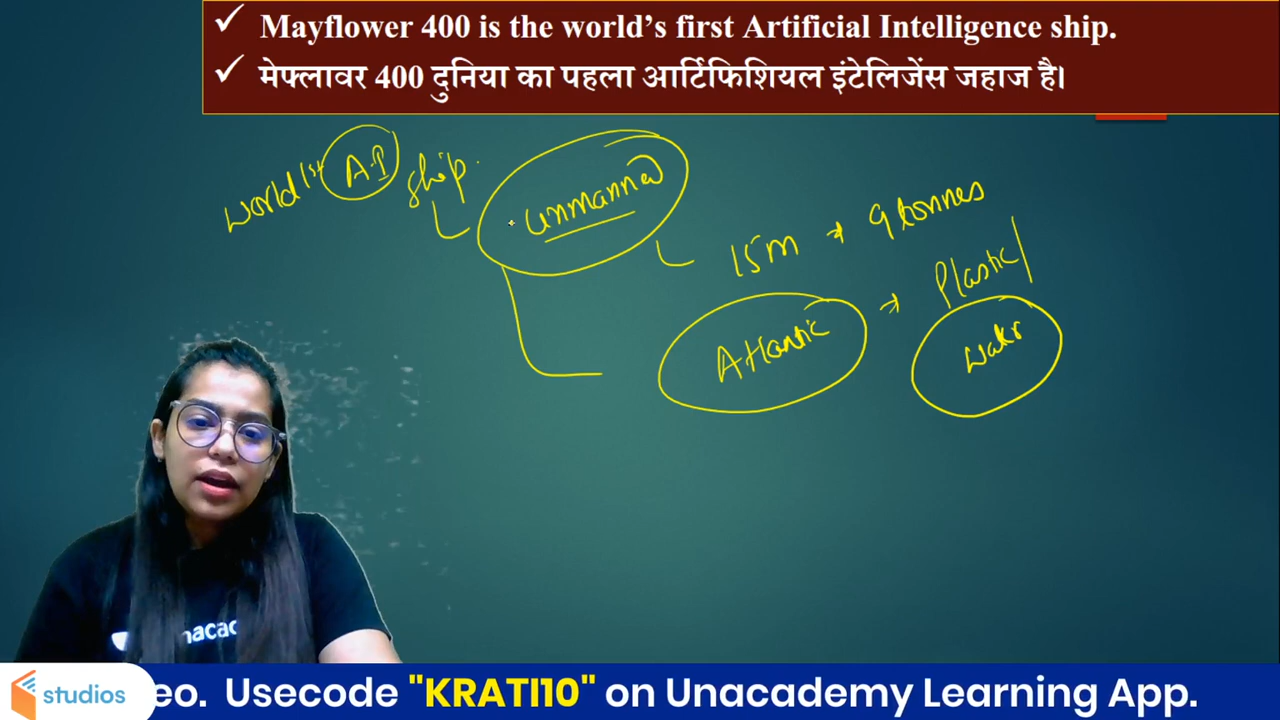 ✓ Mayflower 400 is the world's first Artificial Intelligence ship.
✓ मेफ्लावर 400 दुनिया का पहला आर्टिफिशियल इंटेलिजेंस जहाज है।
world 1st A.I ship
unmanned
15m → 9 tonnes
Atlantic → Plastic/
water
nacad
studios
eo. Usecode "KRATI10" on Unacademy Learning App.